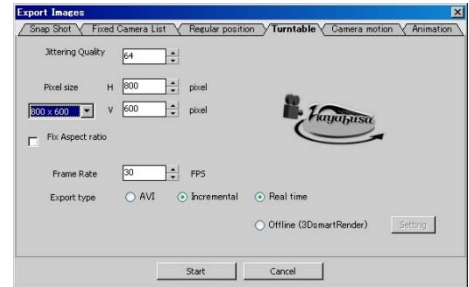 Export Images
Snap Shot Fixed Camera List Regular position Turntable Camera motion Animation
Jittering Quality 64
Pixel size H 800 pixel
800 x 600 V 600 pixel
Fix Aspect ratio
Hayabusa
Frame Rate 30 FPS
Export type AVI Incremental Real time
Offline (3DsmartRender) Setting
Start Cancel